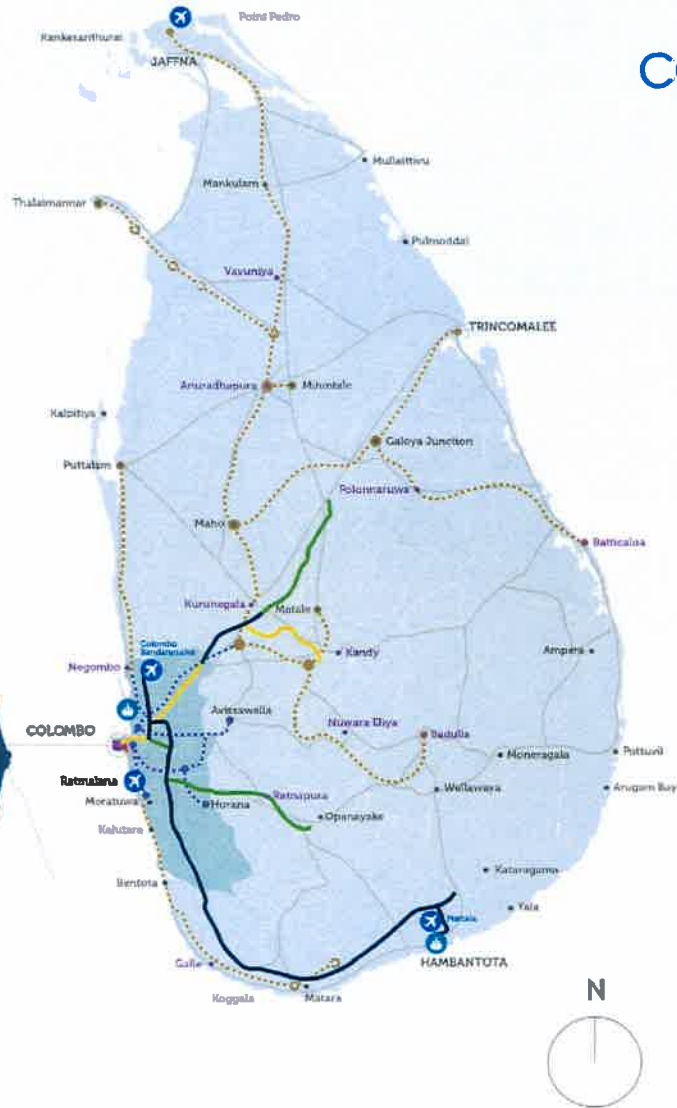 Point Pedro
Kankesanthurai
JAFFNA
Co
Mullaittivu
Mankulam
Thalaimannar
Pulmoddai
Vavuniya
TRINCOMALEE
Anuradhapura
Mihintale
Kalpitiya
Galoya Junction
Puttalam
Polonnaruwa
Maho
Batticaloa
Kurunegala
Matale
Colombo
Bandaranaike
Kandy
Ampara
Negombo
Avissawella
Nuwara Eliya
COLOMBO
Badulla
Moneragala
Pottuvil
Ratmalana
Wellawaya
Arugam Bay
Moratuwa
Horana
Ratnapura
Opanayake
Kalutara
Kataragama
Bentota
Yala
Mattala
Galle
HAMBANTOTA
Koggala
Matara
N